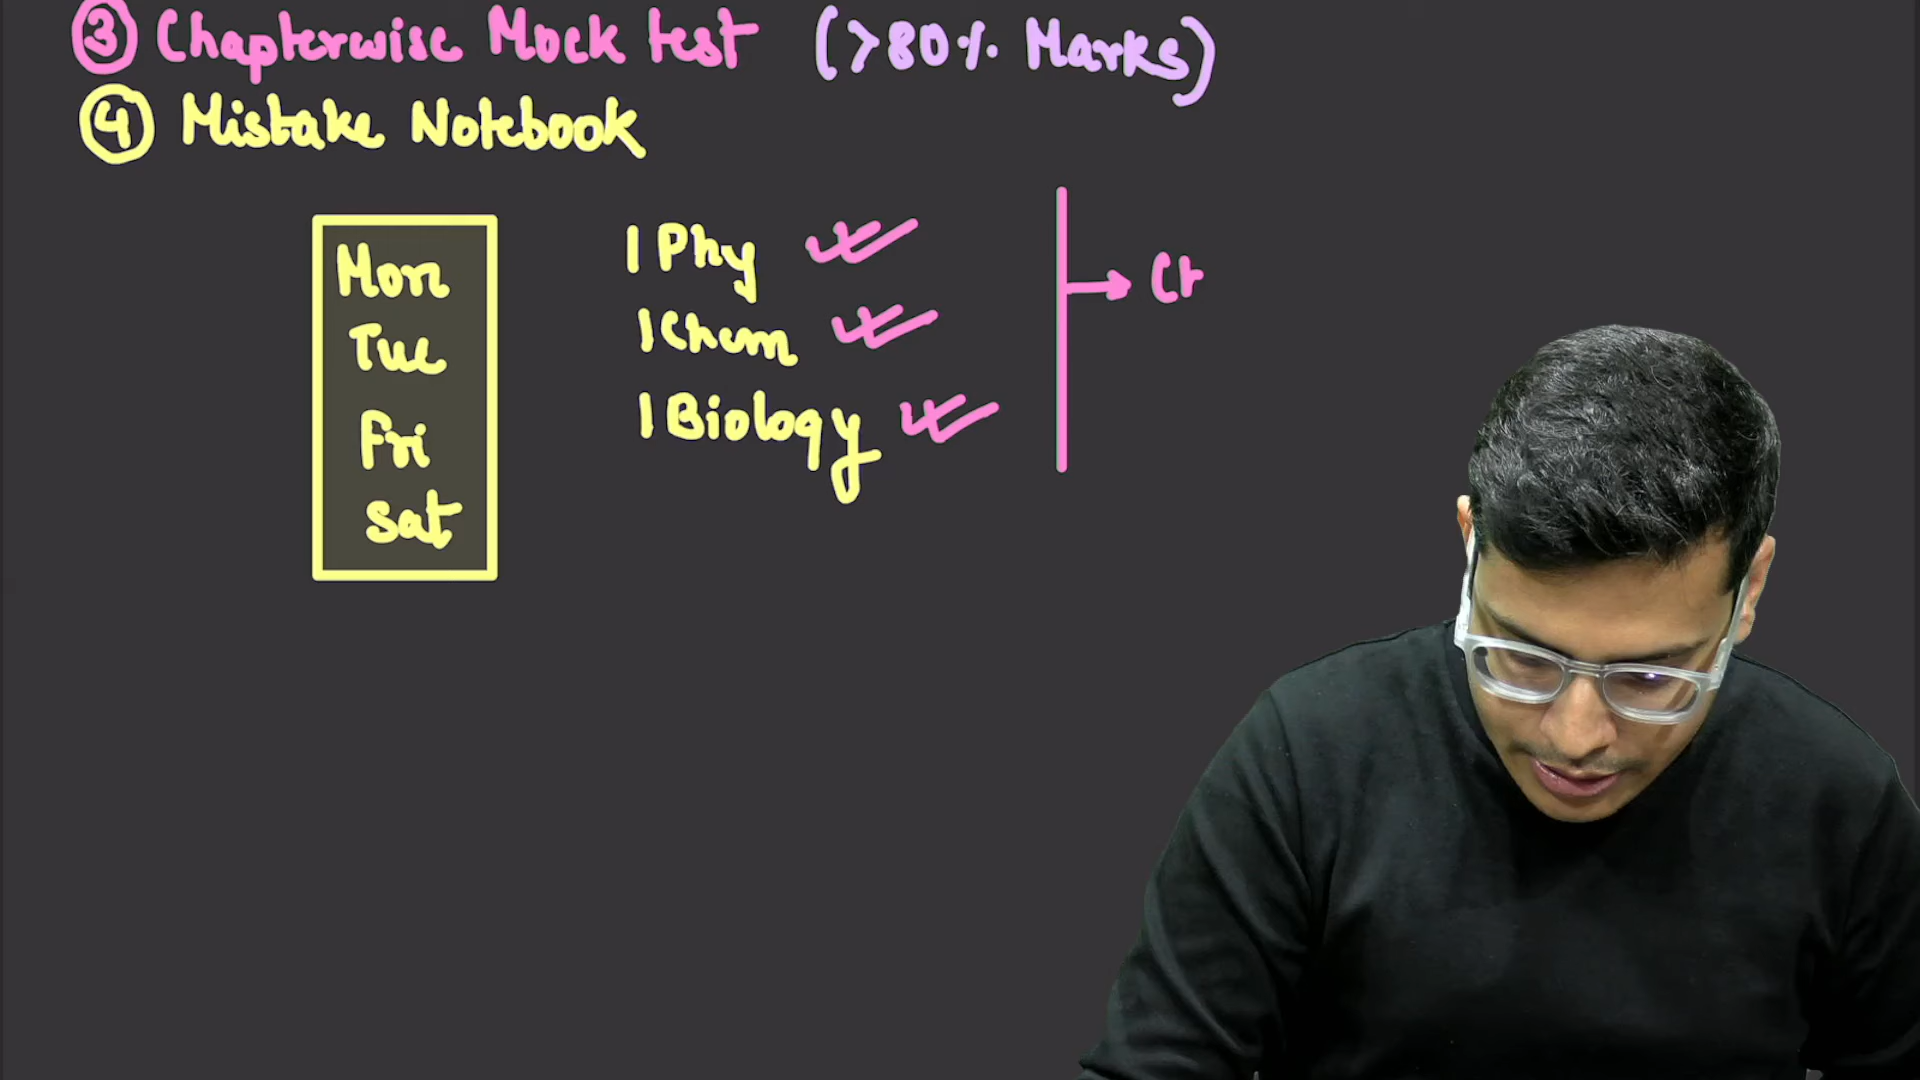 ③ Chapterwise Mock test (>80% Marks)
④ Mistake Notebook
Mon
Tue
Fri
Sat
1 Phy
1 Chem
1 Biology
→ Ch